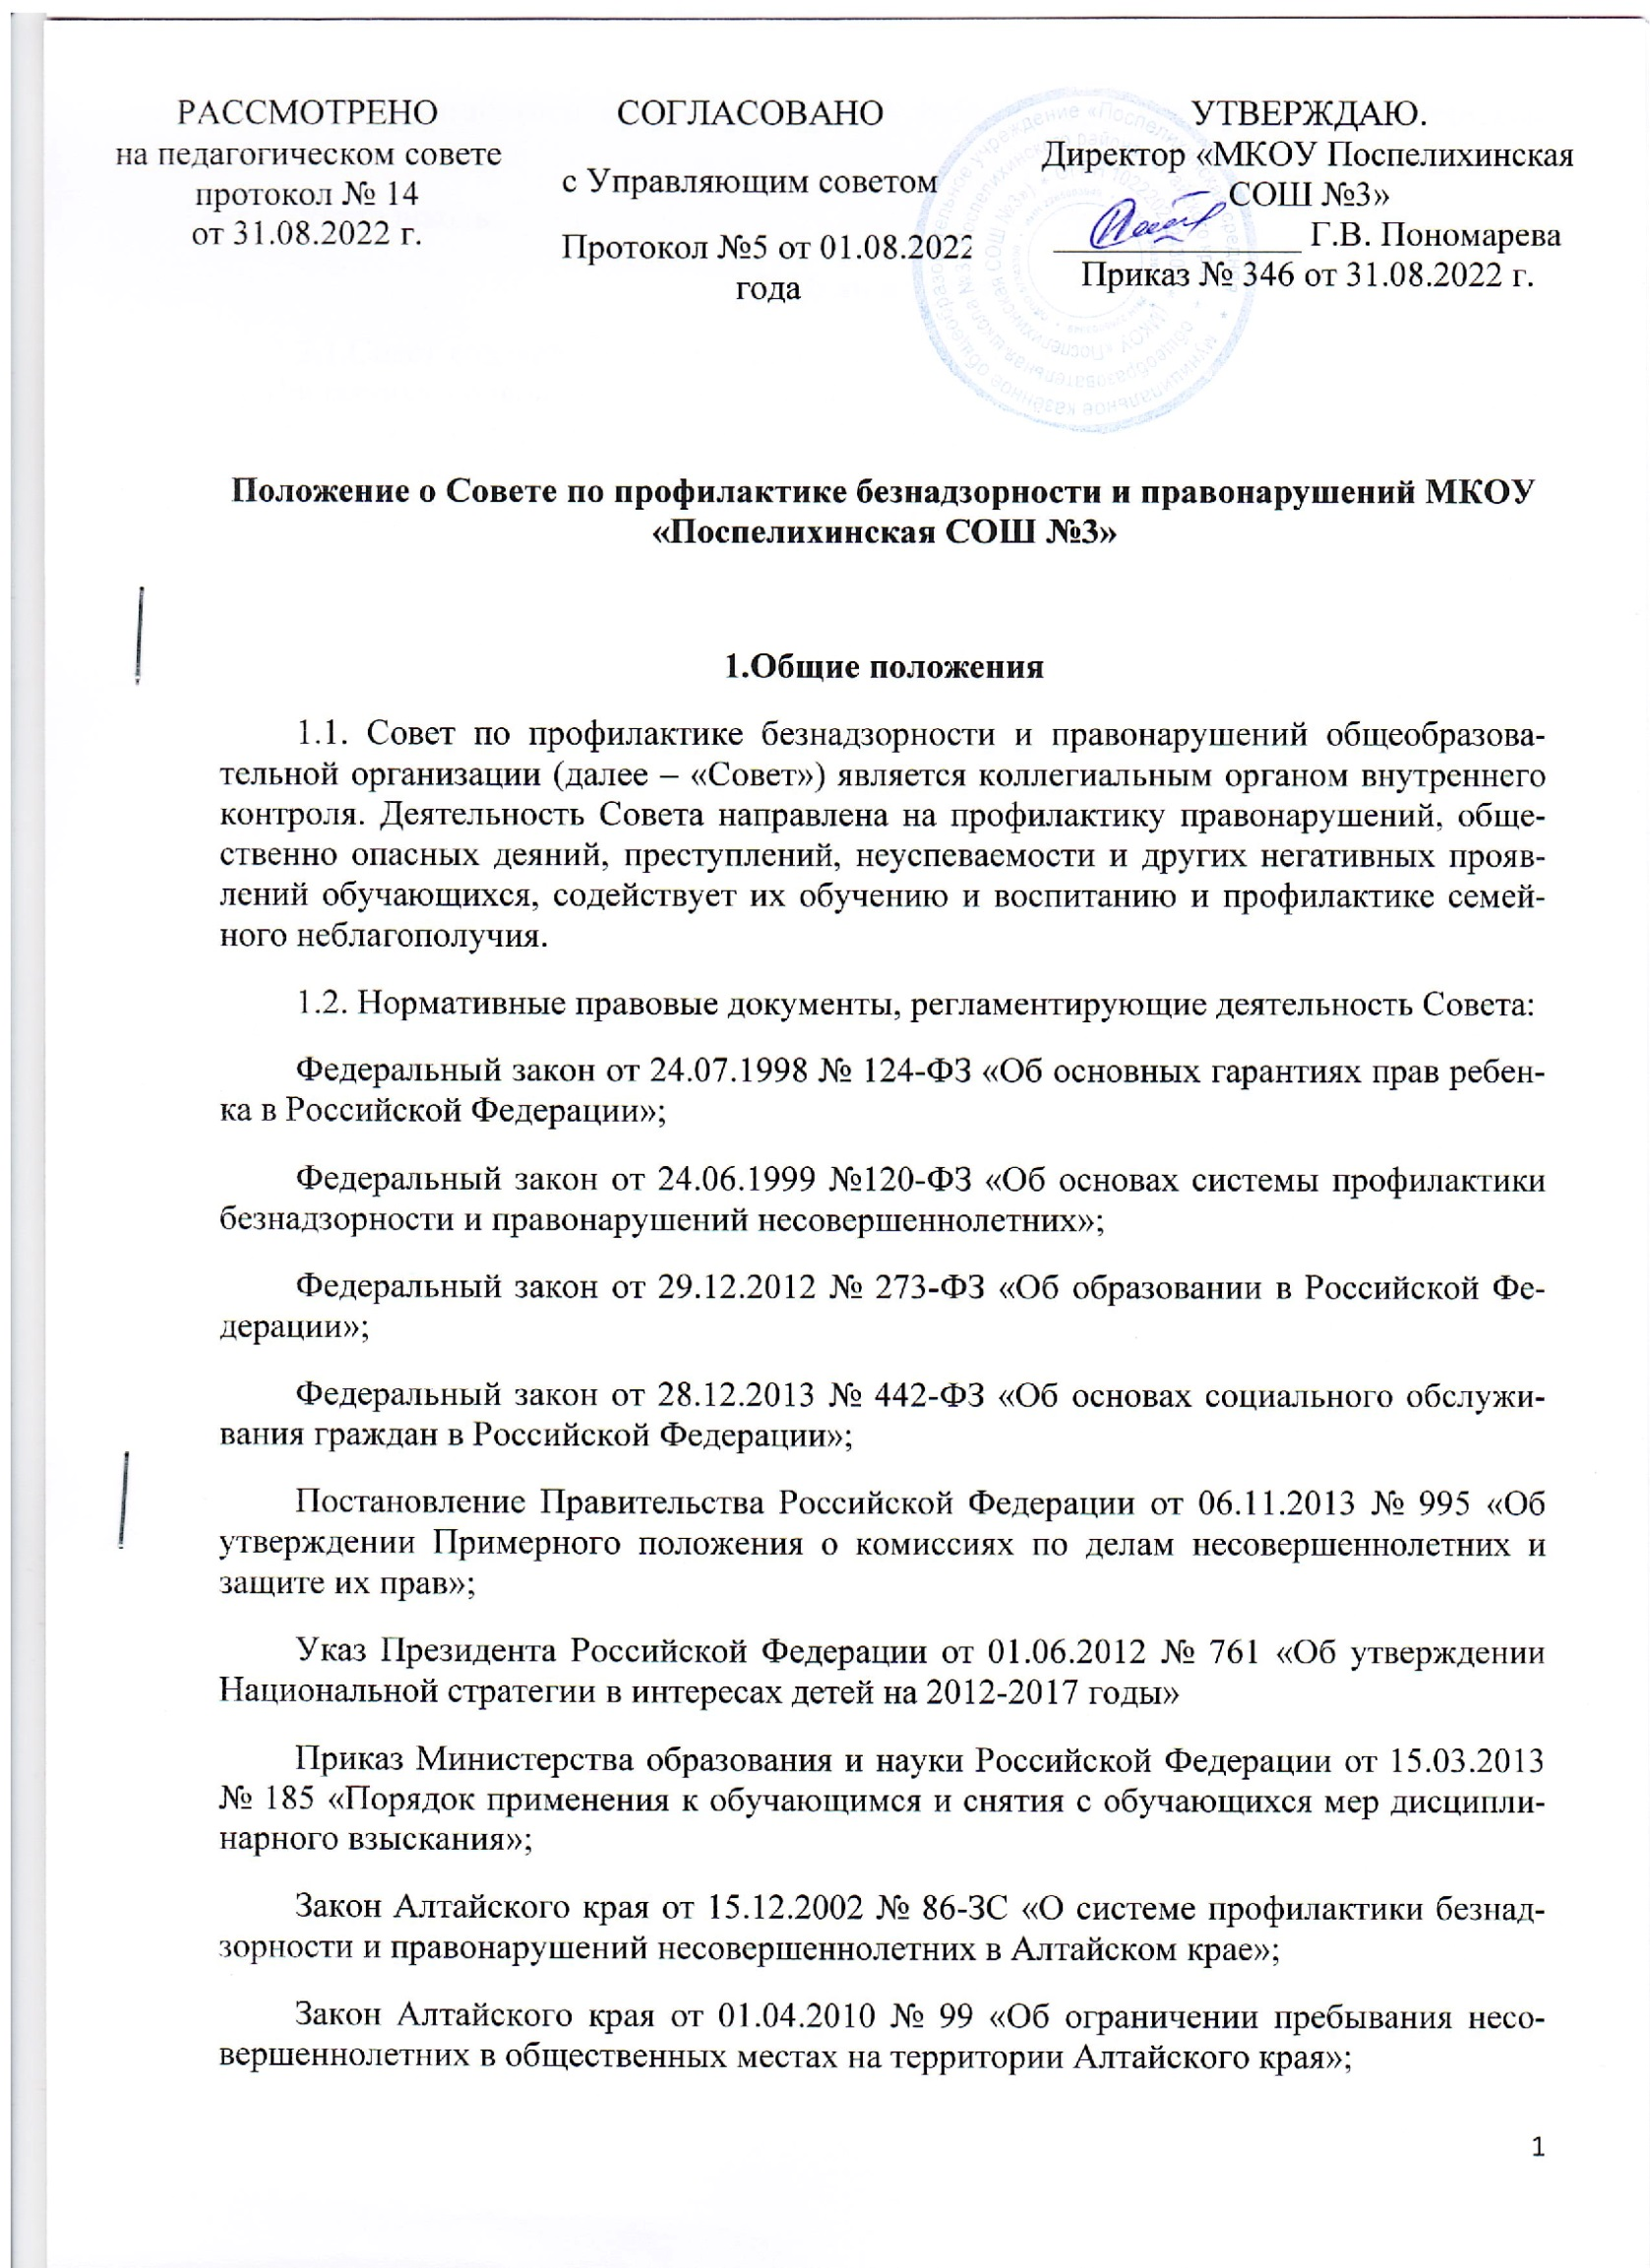 РАССМОТРЕНО
на педагогическом совете
протокол № 14
от 31.08.2022 г.
СОГЛАСОВАНО
с Управляющим советом
Протокол №5 от 01.08.2022
года
УТВЕРЖДАЮ.
Директор «МКОУ Поспелихинская
СОШ №3»
Г.В. Пономарева
Приказ № 346 от 31.08.2022 г.
Положение о Совете по профилактике безнадзорности и правонарушений МКОУ
«Поспелихинская СОШ №3»
1.Общие положения
1.1. Совет по профилактике безнадзорности и правонарушений общеобразова-
тельной организации (далее – «Совет») является коллегиальным органом внутреннего
контроля. Деятельность Совета направлена на профилактику правонарушений, обще-
ственно опасных деяний, преступлений, неуспеваемости и других негативных прояв-
лений обучающихся, содействует их обучению и воспитанию и профилактике семей-
ного неблагополучия.
1.2. Нормативные правовые документы, регламентирующие деятельность Совета:
Федеральный закон от 24.07.1998 № 124-ФЗ «Об основных гарантиях прав ребен-
ка в Российской Федерации»;
Федеральный закон от 24.06.1999 №120-ФЗ «Об основах системы профилактики
безнадзорности и правонарушений несовершеннолетних»;
Федеральный закон от 29.12.2012 № 273-ФЗ «Об образовании в Российской Фе-
дерации»;
Федеральный закон от 28.12.2013 № 442-ФЗ «Об основах социального обслужи-
вания граждан в Российской Федерации»;
Постановление Правительства Российской Федерации от 06.11.2013 № 995 «Об
утверждении Примерного положения о комиссиях по делам несовершеннолетних и
защите их прав»;
Указ Президента Российской Федерации от 01.06.2012 № 761 «Об утверждении
Национальной стратегии в интересах детей на 2012-2017 годы»
Приказ Министерства образования и науки Российской Федерации от 15.03.2013
№ 185 «Порядок применения к обучающимся и снятия с обучающихся мер дисципли-
нарного взыскания»;
Закон Алтайского края от 15.12.2002 № 86-ЗС «О системе профилактики безнад-
зорности и правонарушений несовершеннолетних в Алтайском крае»;
Закон Алтайского края от 01.04.2010 № 99 «Об ограничении пребывания несо-
вершеннолетних в общественных местах на территории Алтайского края»;
1